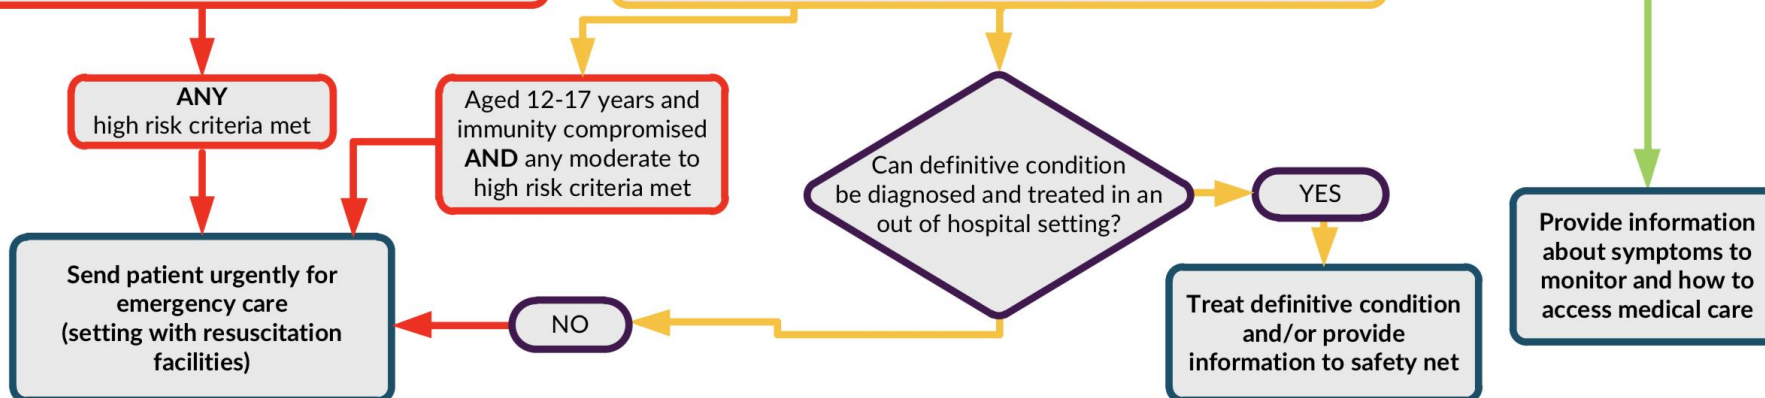 ANY
high risk criteria met
Aged 12-17 years and
immunity compromised
AND any moderate to
high risk criteria met
Can definitive condition
be diagnosed and treated in an
out of hospital setting?
YES
Provide information
about symptoms to
monitor and how to
access medical care
Send patient urgently for
emergency care
(setting with resuscitation
facilities)
NO
Treat definitive condition
and/or provide
information to safety net